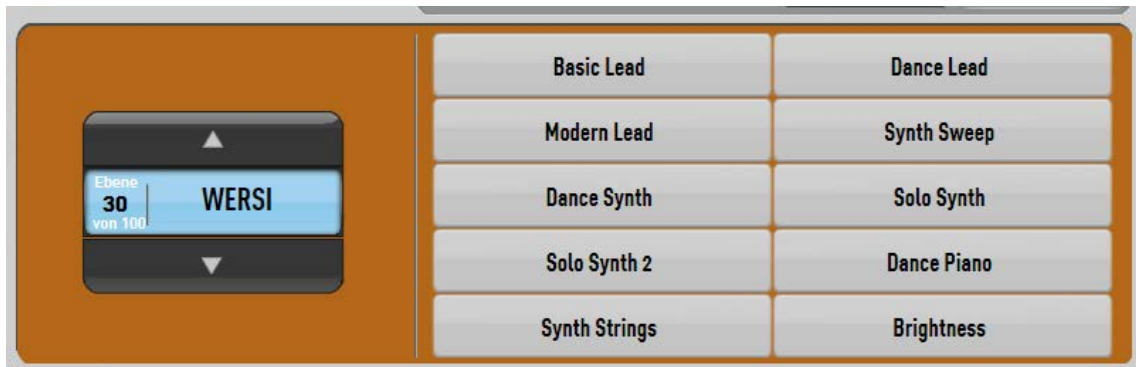 Ebene
30
von 100
WERSI
Basic Lead
Dance Lead
Modern Lead
Synth Sweep
Dance Synth
Solo Synth
Solo Synth 2
Dance Piano
Synth Strings
Brightness